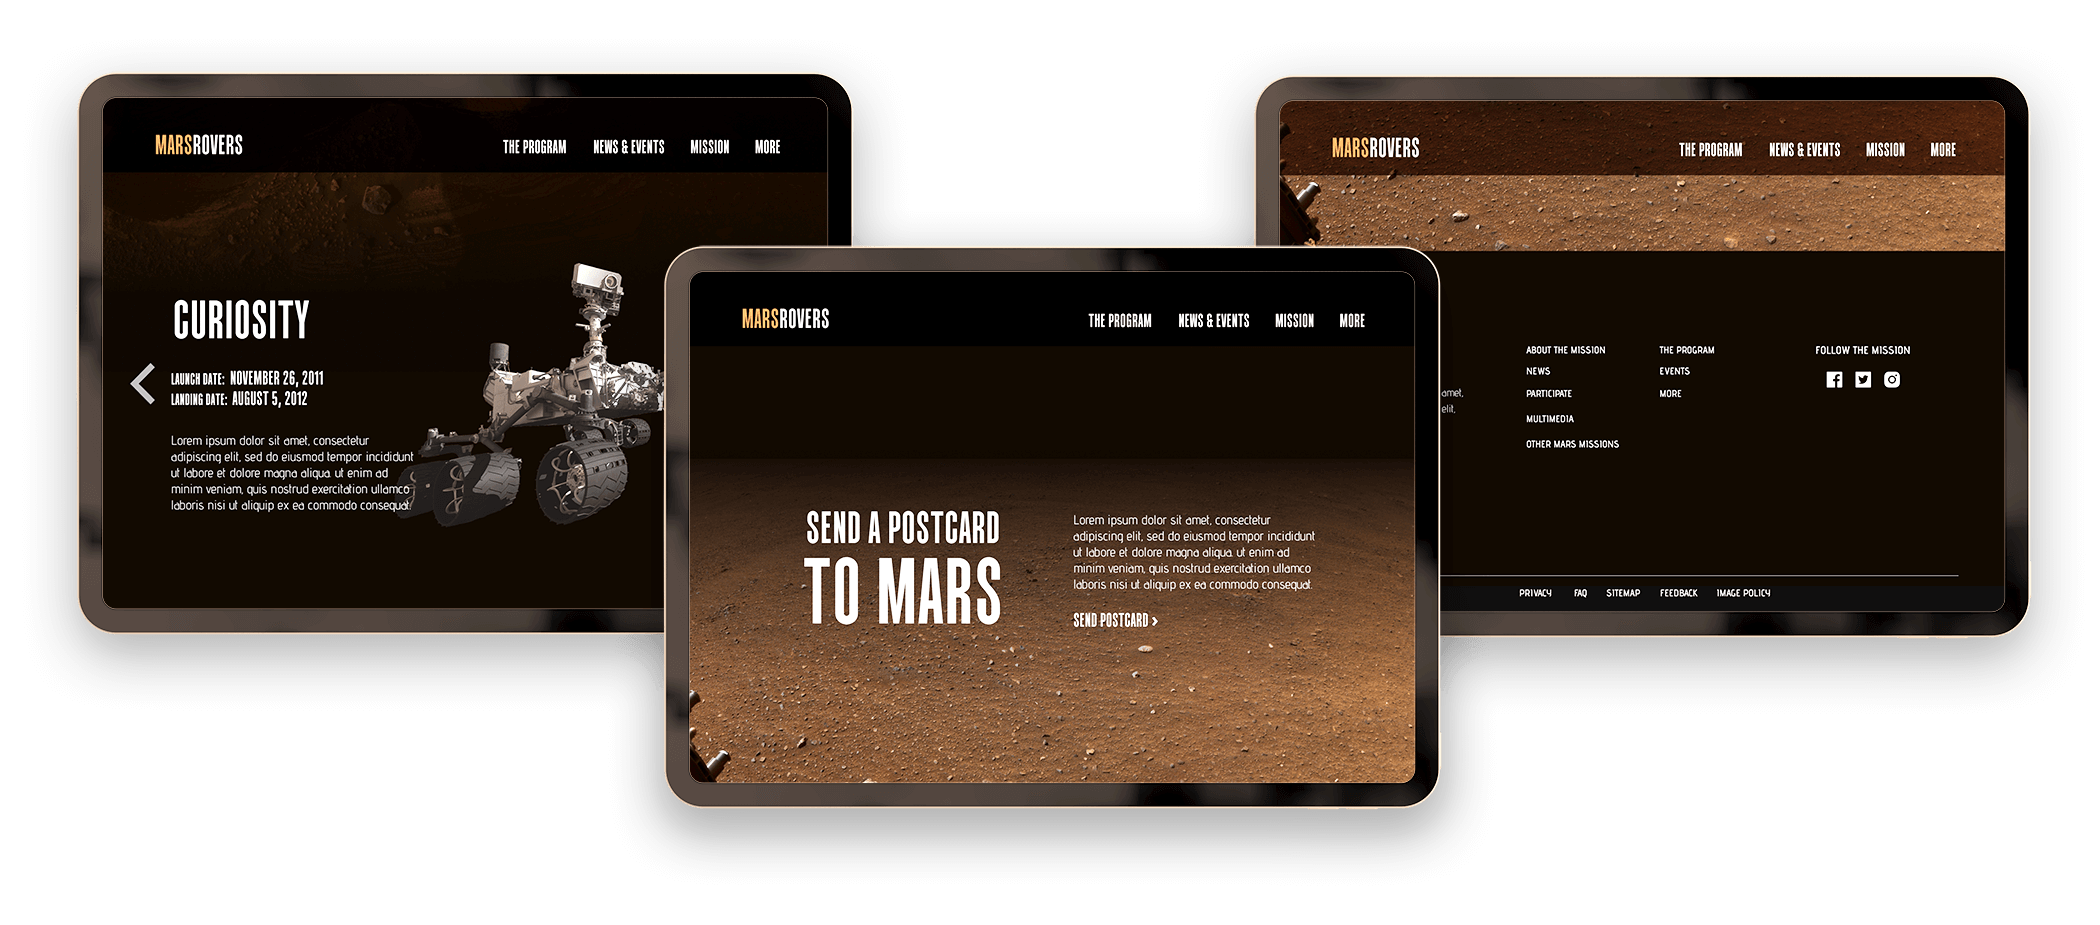 MARSROVERS
THE PROGRAM NEWS & EVENTS MISSION MORE
CURIOSITY
LAUNCH DATE: NOVEMBER 26, 2011
LANDING DATE: AUGUST 5, 2012
Lorem ipsum dolor sit amet, consectetur
adipiscing elit, sed do eiusmod tempor incididunt
ut labore et dolore magna aliqua. ut enim ad
minim veniam, quis nostrud exercitation ullamco
laboris nisi ut aliquip ex ea commodo consequat.
MARSROVERS
THE PROGRAM NEWS & EVENTS MISSION MORE
SEND A POSTCARD
TO MARS
Lorem ipsum dolor sit amet, consectetur
adipiscing elit, sed do eiusmod tempor incididunt
ut labore et dolore magna aliqua. ut enim ad
minim veniam, quis nostrud exercitation ullamco
laboris nisi ut aliquip ex ea commodo consequat.
SEND POSTCARD >
MARSROVERS
THE PROGRAM NEWS & EVENTS MISSION MORE
amet,
elit,
ABOUT THE MISSION
NEWS
PARTICIPATE
MULTIMEDIA
OTHER MARS MISSIONS
THE PROGRAM
EVENTS
MORE
FOLLOW THE MISSION
PRIVACY FAQ SITEMAP FEEDBACK IMAGE POLICY